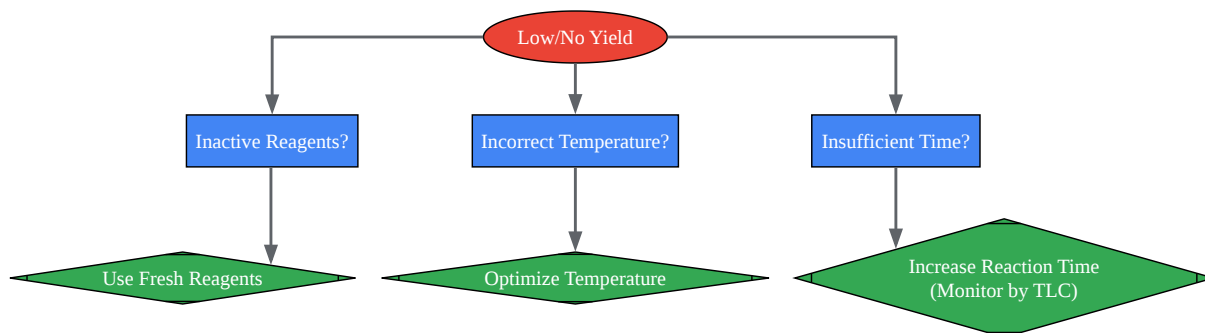 Low/No Yield
Inactive Reagents?
Incorrect Temperature?
Insufficient Time?
Use Fresh Reagents
Optimize Temperature
Increase Reaction Time
(Monitor by TLC)